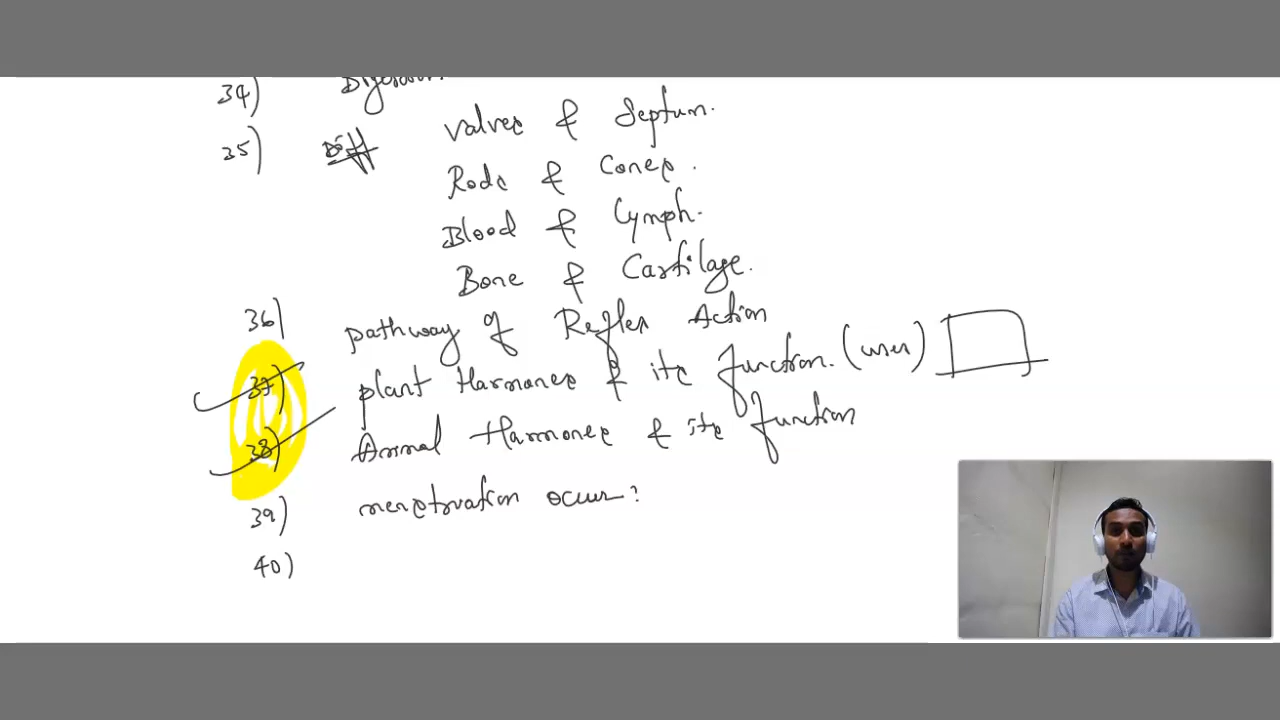 34)
35) Diff Valves & Septum.
Rods & Cones.
Blood & Lymph.
Bone & Cartilage.
36) pathway of Reflex Action
37) plant Harmones & its function. (uses)
38) Animal Harmones & its function
39) menstruation occur?
40)